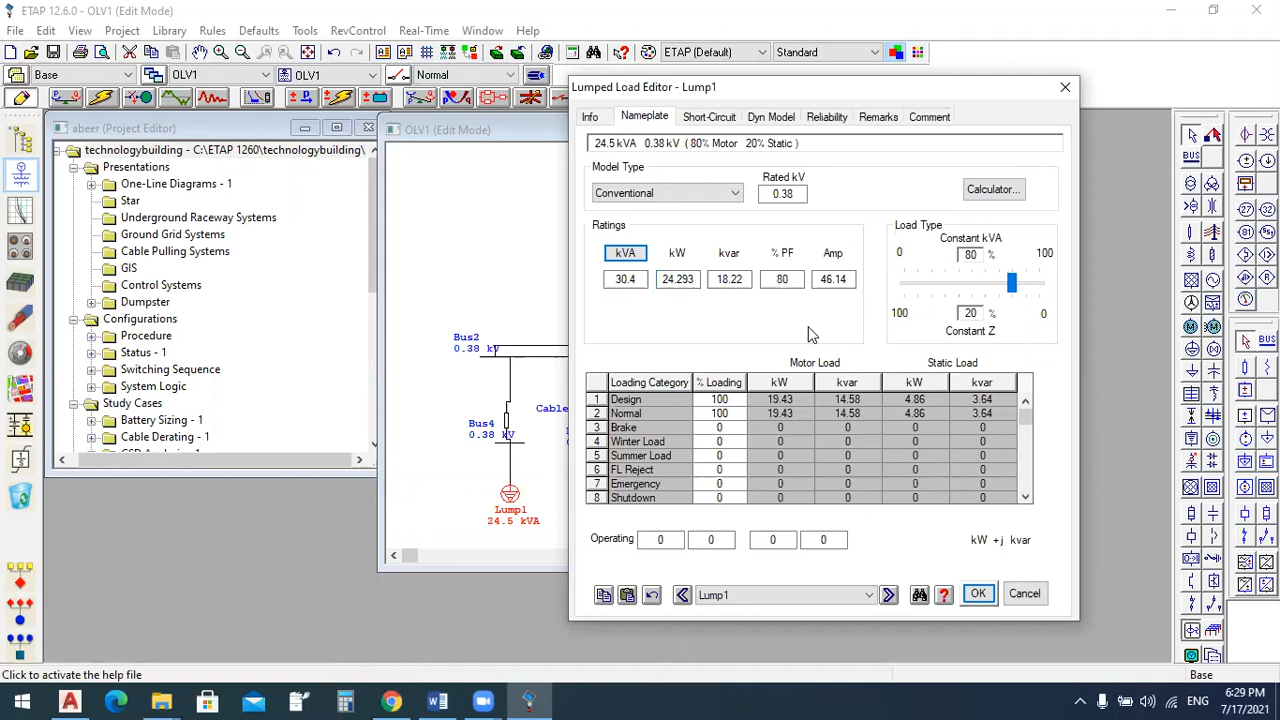 ETAP 12.6.0 - OLV1 (Edit Mode)
File Edit View Project Library Rules Defaults Tools RevControl Real-Time Window Help
ETAP (Default) Standard
Base OLV1 OLV1 Normal
abeer (Project Editor)
technologybuilding - C:\ETAP 1260\technologybuilding\
Presentations
One-Line Diagrams - 1
Star
Underground Raceway Systems
Ground Grid Systems
Cable Pulling Systems
GIS
Control Systems
Dumpster
Configurations
Procedure
Status - 1
Switching Sequence
System Logic
Study Cases
Battery Sizing - 1
Cable Derating - 1
OLV1 (Edit Mode)
Bus2
0.38 kV
Cable
Bus4
0.38 kV
Lump1
24.5 kVA
Lumped Load Editor - Lump1
Info Nameplate Short-Circuit Dyn Model Reliability Remarks Comment
24.5 kVA 0.38 kV ( 80% Motor 20% Static )
Model Type
Conventional
Rated kV
0.38
Calculator...
Ratings
kVA kW kvar % PF Amp
30.4 24.293 18.22 80 46.14
Load Type
Constant kVA
0 80 % 100
100 20 % 0
Constant Z
Motor Load Static Load
Loading Category % Loading kW kvar kW kvar
1 Design 100 19.43 14.58 4.86 3.64
2 Normal 100 19.43 14.58 4.86 3.64
3 Brake 0 0 0 0 0
4 Winter Load 0 0 0 0 0
5 Summer Load 0 0 0 0 0
6 FL Reject 0 0 0 0 0
7 Emergency 0 0 0 0 0
8 Shutdown 0 0 0 0 0
Operating 0 0 0 0 kW +j kvar
Lump1 OK Cancel
Click to activate the help file
Base
ENG
6:29 PM
7/17/2021
BUS
BUS